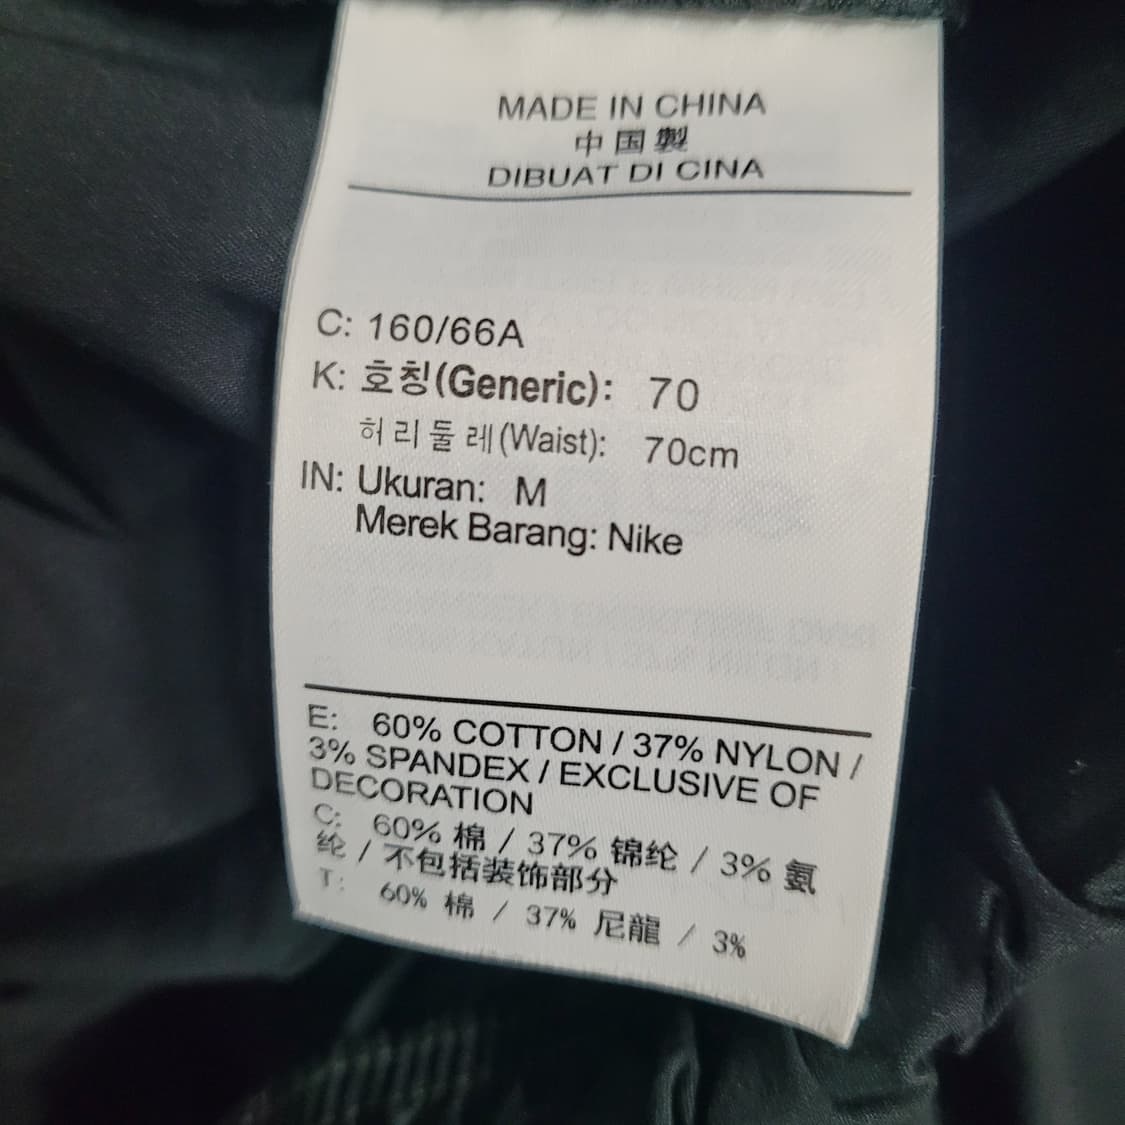 MADE IN CHINA
中国製
DIBUAT DI CINA
C: 160/66A
K: 호칭(Generic): 70
허리둘레(Waist): 70cm
IN: Ukuran: M
Merek Barang: Nike
E: 60% COTTON / 37% NYLON /
3% SPANDEX / EXCLUSIVE OF
DECORATION
C: 60% 棉 / 37% 锦纶 / 3% 氨
纶 / 不包括装饰部分
T: 60% 棉 / 37% 尼龍 / 3%